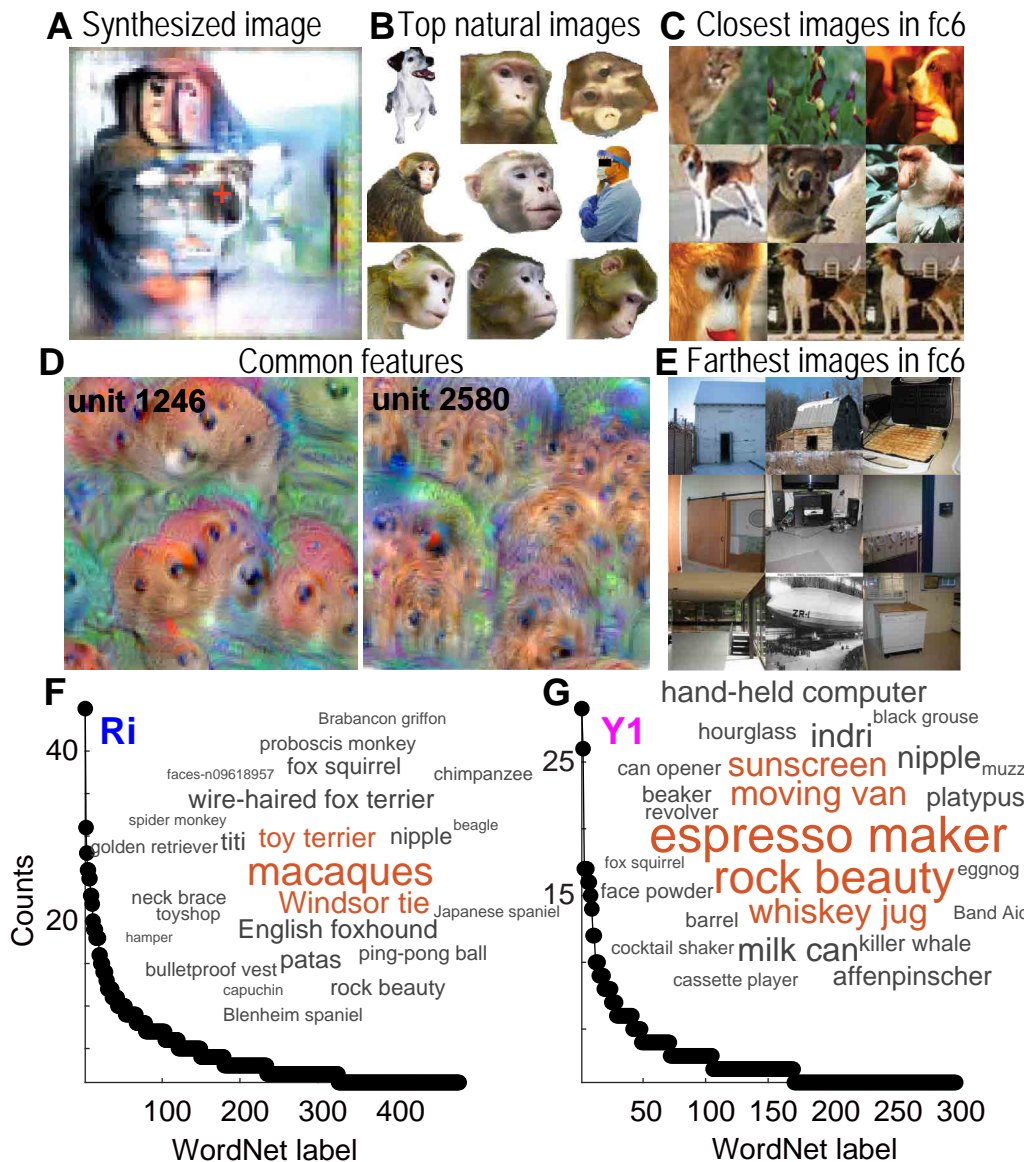 A Synthesized image
B Top natural images
C Closest images in fc6
D Common features
unit 1246
unit 2580
E Farthest images in fc6
ZR-1
F
Ri
Counts
40
20
Brabancon griffon
proboscis monkey
faces-n09618957
fox squirrel
chimpanzee
wire-haired fox terrier
spider monkey
golden retriever
titi
toy terrier
nipple
beagle
macaques
neck brace
Windsor tie
toyshop
Japanese spaniel
hamper
English foxhound
bulletproof vest
patas
ping-pong ball
capuchin
rock beauty
Blenheim spaniel
100 200 300 400
WordNet label
G
Y1
25
15
hand-held computer
hourglass
indri
black grouse
can opener
sunscreen
nipple
muzz
beaker
moving van
platypus
revolver
espresso maker
fox squirrel
rock beauty
eggnog
face powder
whiskey jug
barrel
Band Aid
cocktail shaker
milk can
killer whale
cassette player
affenpinscher
50 100 150 200 250 300
WordNet label